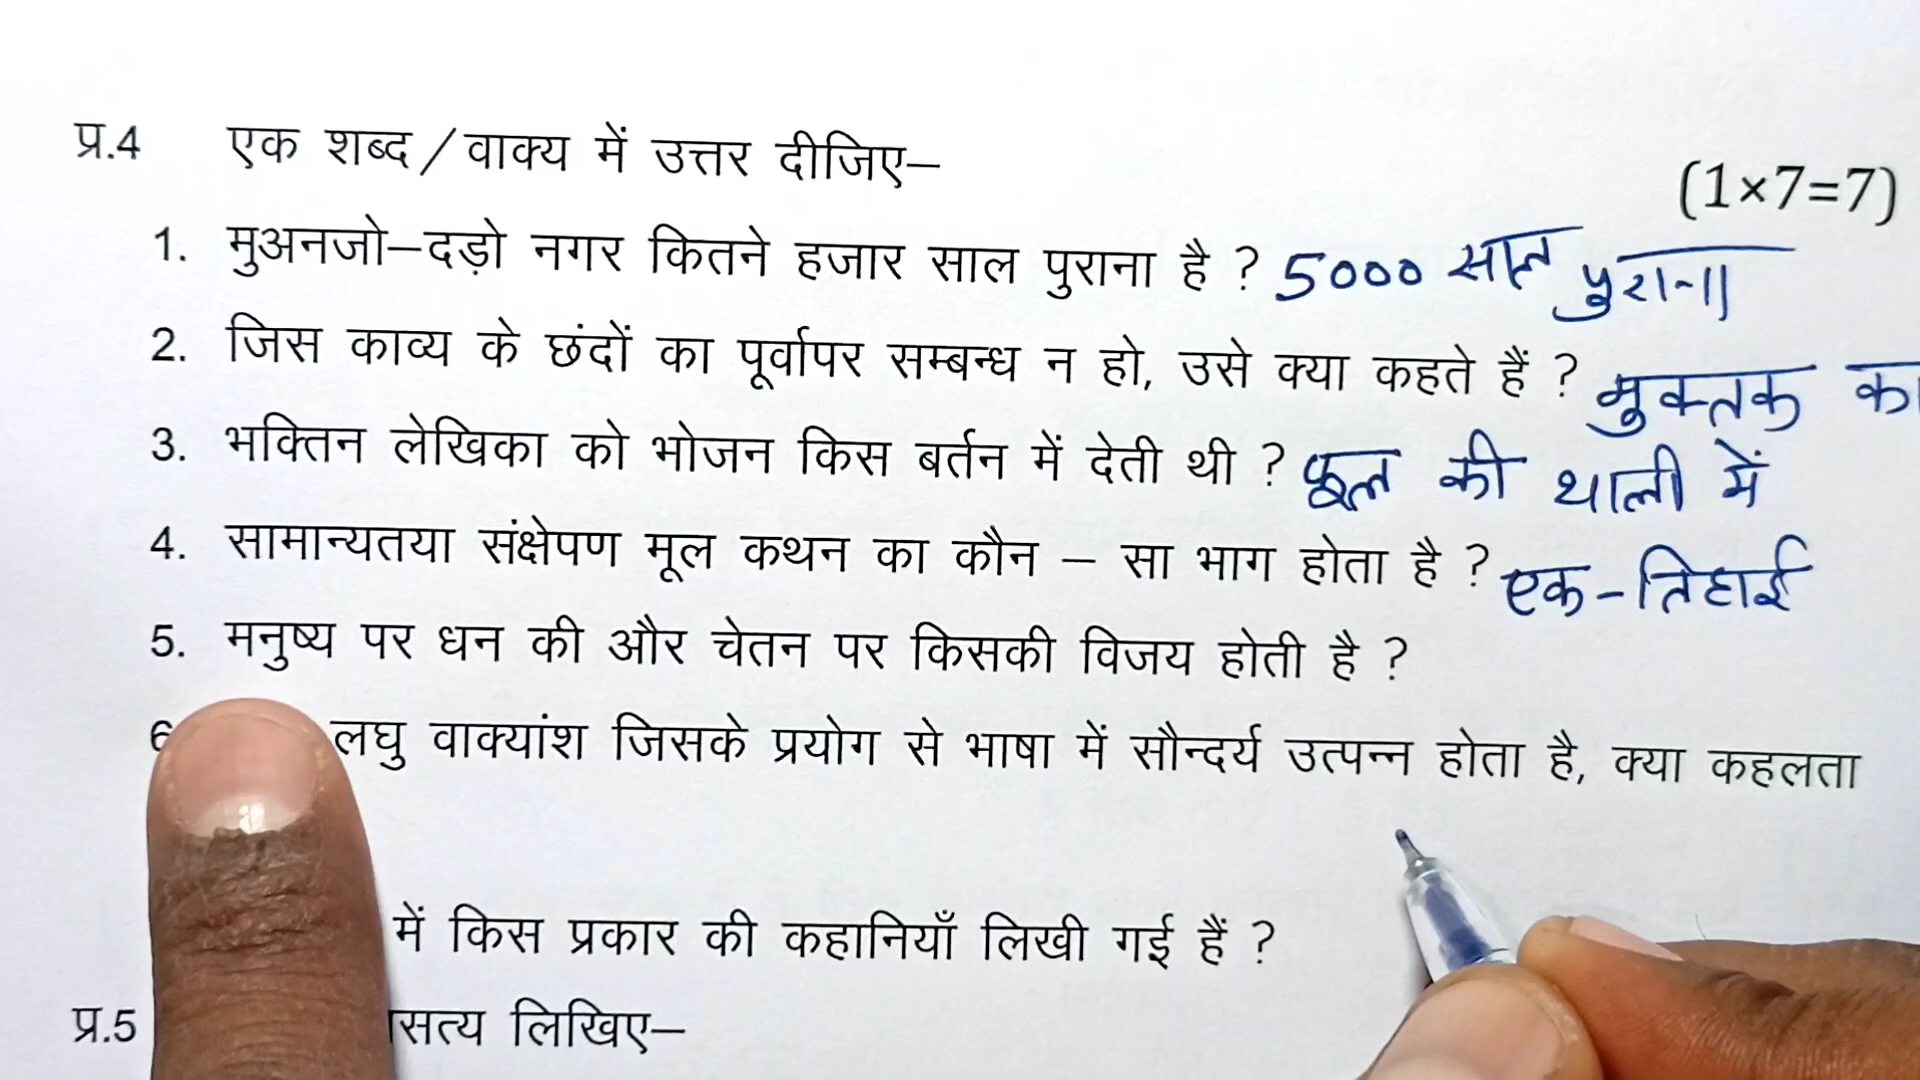 प्र.4 एक शब्द/वाक्य में उत्तर दीजिए–
(1×7=7)
1. मुअनजो–दड़ो नगर कितने हजार साल पुराना है ? 5000 साल पुराना
2. जिस काव्य के छंदों का पूर्वापर सम्बन्ध न हो, उसे क्या कहते हैं ? मुक्तक का
3. भक्तिन लेखिका को भोजन किस बर्तन में देती थी ? फूल की थाली में
4. सामान्यतया संक्षेपण मूल कथन का कौन – सा भाग होता है ? एक-तिहाई
5. मनुष्य पर धन की और चेतन पर किसकी विजय होती है ?
लघु वाक्यांश जिसके प्रयोग से भाषा में सौन्दर्य उत्पन्न होता है, क्या कहलता
में किस प्रकार की कहानियाँ लिखी गई हैं ?
प्र.5 लिखिए–